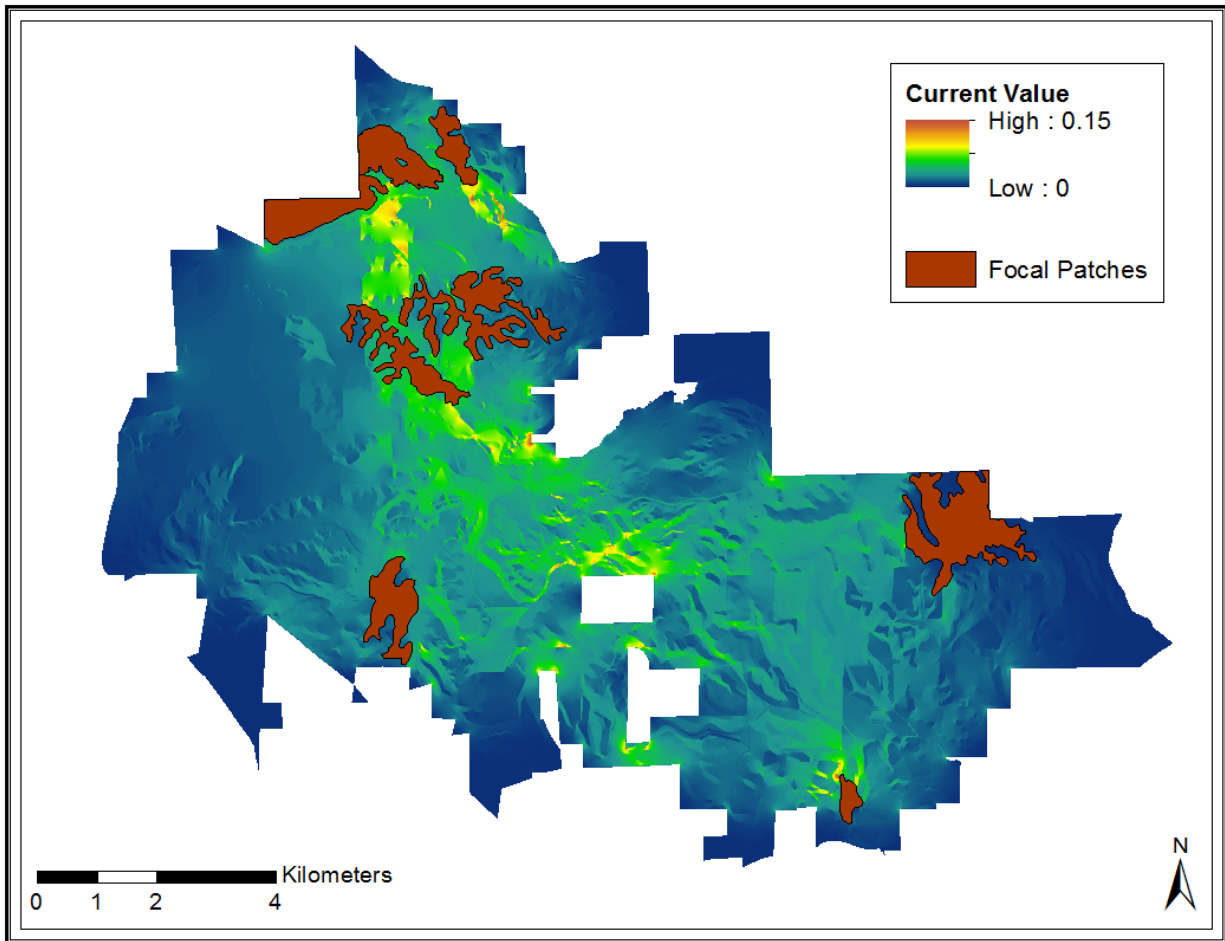 Current Value
High : 0.15
Low : 0
Focal Patches
Kilometers
0 1 2 4
N